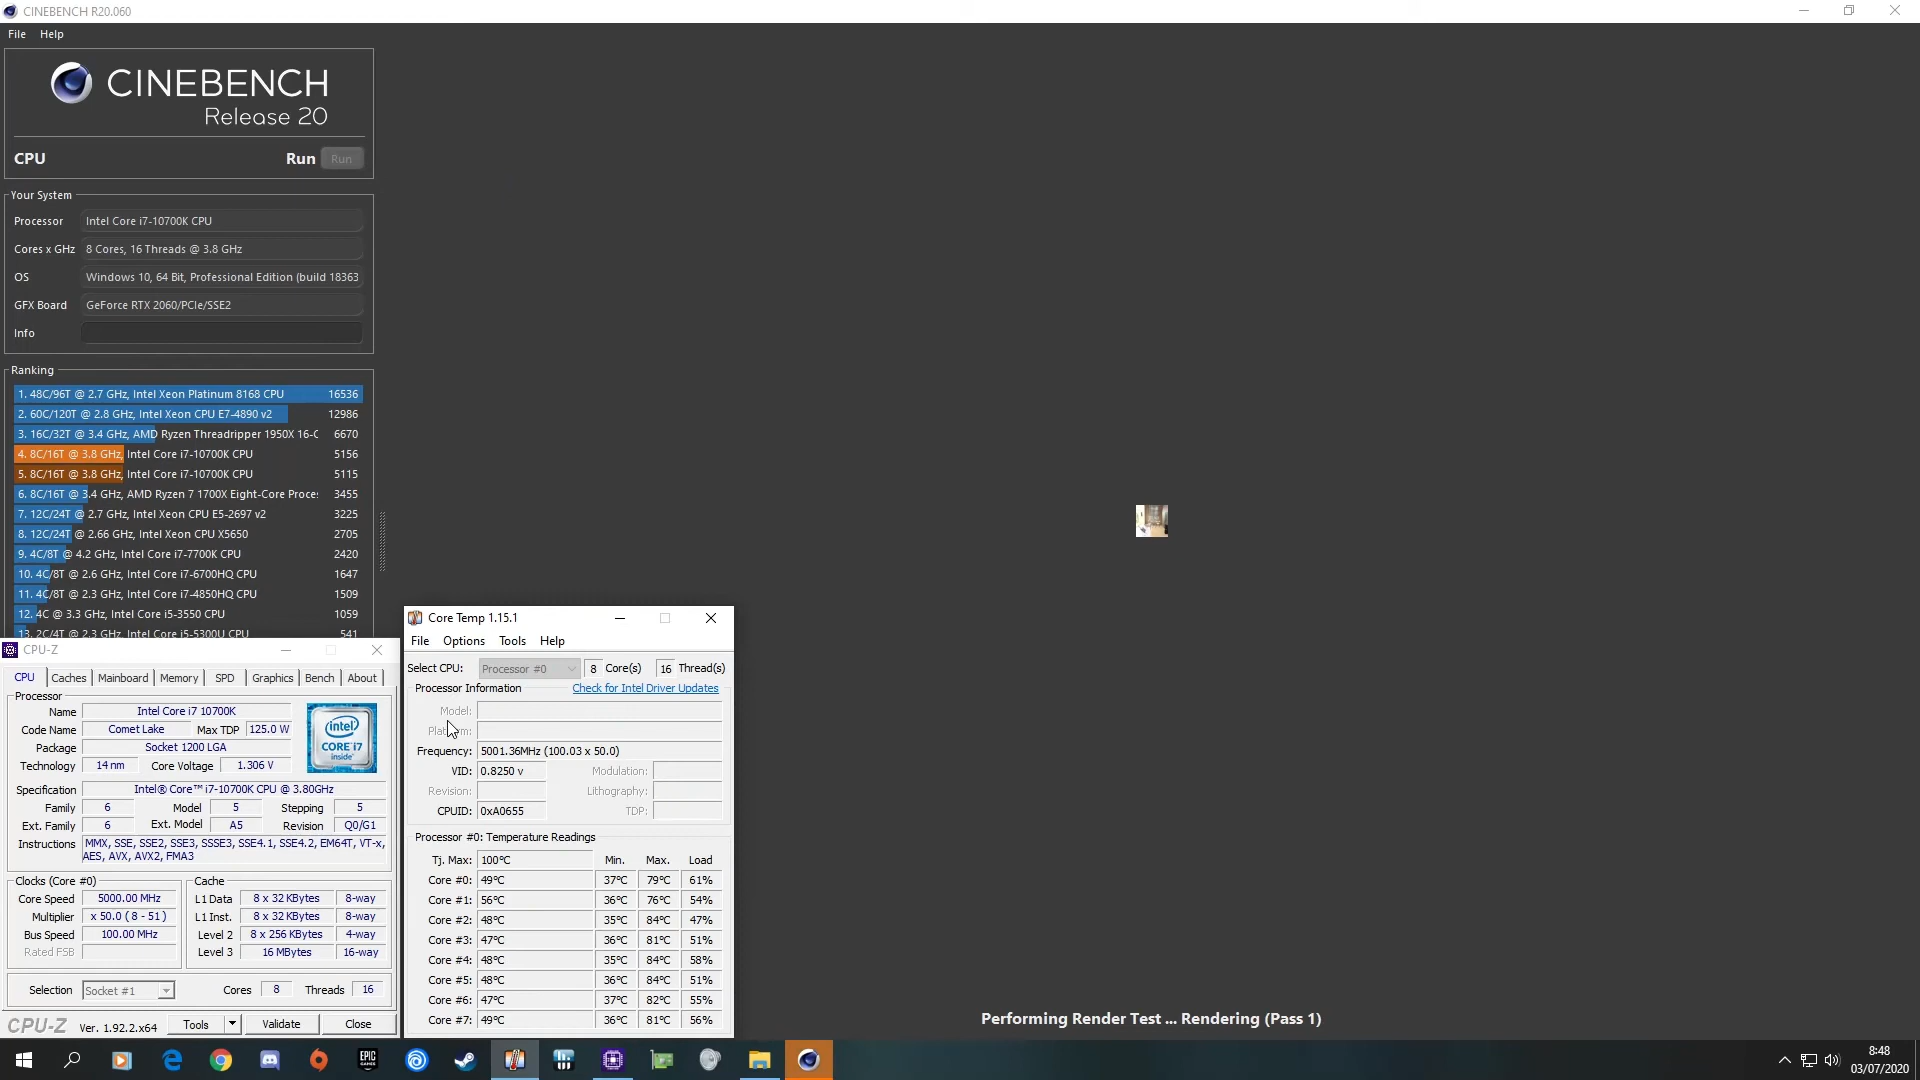 CINEBENCH R20.060
File Help
CINEBENCH
Release 20
CPU Run Run
Your System
Processor Intel Core i7-10700K CPU
Cores x GHz 8 Cores, 16 Threads @ 3.8 GHz
OS Windows 10, 64 Bit, Professional Edition (build 18363
GFX Board GeForce RTX 2060/PCIe/SSE2
Info
Ranking
1. 48C/96T @ 2.7 GHz, Intel Xeon Platinum 8168 CPU 16536
2. 60C/120T @ 2.8 GHz, Intel Xeon CPU E7-4890 v2 12986
3. 16C/32T @ 3.4 GHz, AMD Ryzen Threadripper 1950X 16-C 6670
4. 8C/16T @ 3.8 GHz, Intel Core i7-10700K CPU 5156
5. 8C/16T @ 3.8 GHz, Intel Core i7-10700K CPU 5115
6. 8C/16T @ 3.4 GHz, AMD Ryzen 7 1700X Eight-Core Proce: 3455
7. 12C/24T @ 2.7 GHz, Intel Xeon CPU E5-2697 v2 3225
8. 12C/24T @ 2.66 GHz, Intel Xeon CPU X5650 2705
9. 4C/8T @ 4.2 GHz, Intel Core i7-7700K CPU 2420
10. 4C/8T @ 2.6 GHz, Intel Core i7-6700HQ CPU 1647
11. 4C/8T @ 2.3 GHz, Intel Core i7-4850HQ CPU 1509
12. 4C @ 3.3 GHz, Intel Core i5-3550 CPU 1059
13. 2C/4T @ 2.3 GHz, Intel Core i5-5300U CPU 541
CPU-Z
CPU Caches Mainboard Memory SPD Graphics Bench About
Processor
Name Intel Core i7 10700K
Code Name Comet Lake Max TDP 125.0 W
Package Socket 1200 LGA
Technology 14 nm Core Voltage 1.306 V
intel
CORE i7
inside
Specification Intel® Core™ i7-10700K CPU @ 3.80GHz
Family 6 Model 5 Stepping 5
Ext. Family 6 Ext. Model A5 Revision Q0/G1
Instructions MMX, SSE, SSE2, SSE3, SSSE3, SSE4.1, SSE4.2, EM64T, VT-x,
AES, AVX, AVX2, FMA3
Clocks (Core #0) Cache
Core Speed 5000.00 MHz L1 Data 8 x 32 KBytes 8-way
Multiplier x 50.0 ( 8 - 51 ) L1 Inst. 8 x 32 KBytes 8-way
Bus Speed 100.00 MHz Level 2 8 x 256 KBytes 4-way
Rated FSB Level 3 16 MBytes 16-way
Selection Socket #1 Cores 8 Threads 16
CPU-Z Ver. 1.92.2.x64 Tools Validate Close
Core Temp 1.15.1
File Options Tools Help
Select CPU: Processor #0 8 Core(s) 16 Thread(s)
Processor Information Check for Intel Driver Updates
Model:
Frequency: 5001.36MHz (100.03 x 50.0)
VID: 0.8250 v Modulation:
Revision: Lithography:
CPUID: 0xA0655 TDP:
Processor #0: Temperature Readings
Tj. Max: 100°C Min. Max. Load
Core #0: 49°C 37°C 79°C 61%
Core #1: 56°C 36°C 76°C 54%
Core #2: 48°C 35°C 84°C 47%
Core #3: 47°C 36°C 81°C 51%
Core #4: 48°C 35°C 84°C 58%
Core #5: 48°C 36°C 84°C 51%
Core #6: 47°C 37°C 82°C 55%
Core #7: 49°C 36°C 81°C 56%
Performing Render Test ... Rendering (Pass 1)
EPIC
GAMES
8:48
03/07/2020